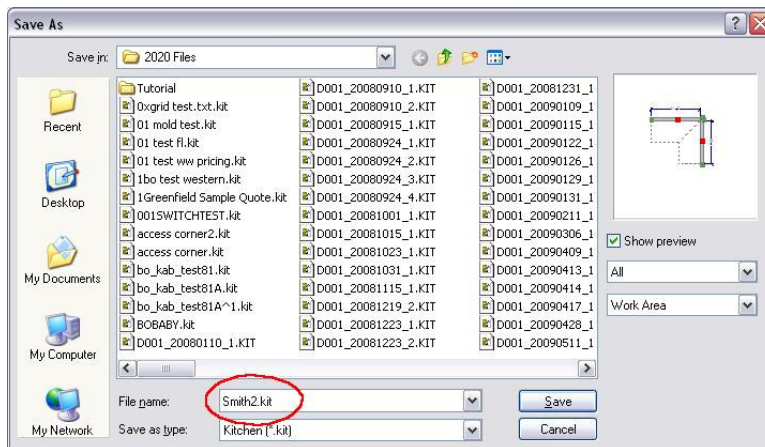 Save As
Save in:
2020 Files
Recent
Desktop
My Documents
My Computer
My Network
Tutorial
0xgrid test.txt.kit
01 mold test.kit
01 test fl.kit
01 test ww pricing.kit
1bo test western.kit
1Greenfield Sample Quote.kit
001SWITCHTEST.kit
access corner2.kit
access corner.kit
bo_kab_test81.kit
bo_kab_test81A.kit
bo_kab_test81A^1.kit
BOBABY.kit
D001_20080110_1.KIT
D001_20080910_1.KIT
D001_20080910_2.KIT
D001_20080915_1.KIT
D001_20080924_1.KIT
D001_20080924_2.KIT
D001_20080924_3.KIT
D001_20080924_4.KIT
D001_20081001_1.KIT
D001_20081015_1.KIT
D001_20081023_1.KIT
D001_20081031_1.KIT
D001_20081115_1.KIT
D001_20081219_2.KIT
D001_20081223_1.KIT
D001_20081223_2.KIT
D001_20081231_1
D001_20090109_1
D001_20090115_1
D001_20090122_1
D001_20090126_1
D001_20090129_1
D001_20090131_1
D001_20090211_1
D001_20090306_1
D001_20090409_1
D001_20090413_1
D001_20090414_1
D001_20090417_1
D001_20090428_1
D001_20090511_1
Show preview
All
Work Area
File name:
Smith2.kit
Save
Save as type:
Kitchen (*.kit)
Cancel